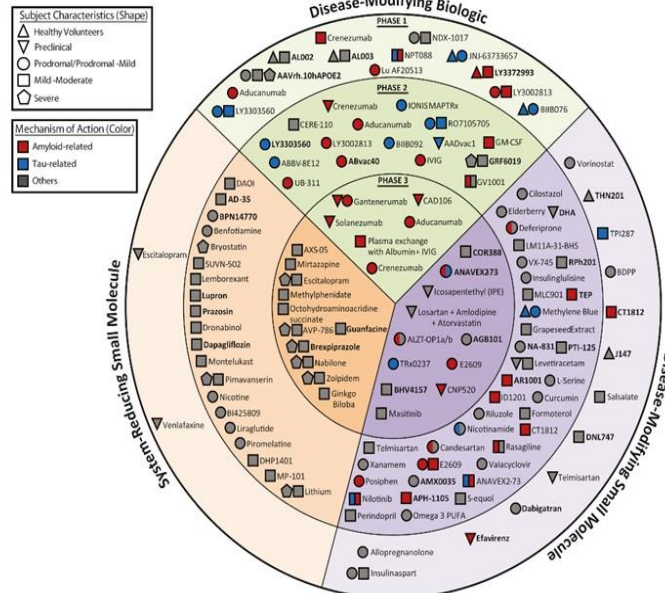 Subject Characteristics (Shape)
Healthy Volunteers
Preclinical
Prodromal/Prodromal -Mild
Mild -Moderate
Severe
Mechanism of Action (Color)
Amyloid-related
Tau-related
Others
Disease-Modifying Biologic
PHASE 1
Crenezumab
NDX-1017
AL002
AL003
NPT088
JNJ-63733657
AAVrh.10hAPOE2
Lu AF20513
LY3372993
Aducanumab
LY3002813
LY3303560
BIIB076
PHASE 2
Crenezumab
IONISMAPTRx
CERE-110
Aducanumab
RO7105705
LY3303560
LY3002813
BIIB092
AADvac1
GM-CSF
ABBV-8E12
ABvac40
IVIG
GRF6019
UB-311
GV1001
PHASE 3
Gantenerumab
CAD106
Solanezumab
Aducanumab
Plasma exchange
with Albumin+ IVIG
Crenezumab
System-Reducing Small Molecule
Escitalopram
Venlafaxine
DAOI
AD-35
BPN14770
Benfotiamine
Bryostatin
SUVN-502
Lemborexant
Lupron
Prazosin
Dronabinol
Dapagliflozin
Montelukast
Pimavanserin
Nicotine
BI425809
Liraglutide
Piromelatine
DHP1401
MP-101
Lithium
AXS-05
Mirtazapine
Escitalopram
Methylphenidate
Octohydroaminoacridine
succinate
AVP-786
Guanfacine
Brexpiprazole
Nabilone
Zolpidem
Ginkgo
Biloba
Disease-Modifying Small Molecule
COR388
ANAVEX273
Icosapentethyl (IPE)
Losartan + Amlodipine
+ Atorvastatin
ALZT-OP1a/b
AGB101
TRx0237
E2609
BHV4157
CNP520
Masitinib
Cilostazol
Elderberry
DHA
Deferiprone
LM11A-31-BHS
VX-745
RPh201
Insulinglulisine
MLC901
TEP
Methylene Blue
GrapeseedExtract
NA-831
PTI-125
Levetiracetam
AR1001
L-Serine
ID1201
Curcumin
Riluzole
Formoterol
Nicotinamide
CT1812
Telmisartan
Candesartan
Rasagiline
Xanamem
E2609
Valacyclovir
Posiphen
AMX0035
ANAVEX2-73
Nilotinib
APH-1105
S-equol
Perindopril
Omega 3 PUFA
Vorinostat
THN201
TPI287
BDPP
CT1812
J147
Salsalate
DNL747
Telmisartan
Dabigatran
Efavirenz
Allopregnanolone
Insulinaspart